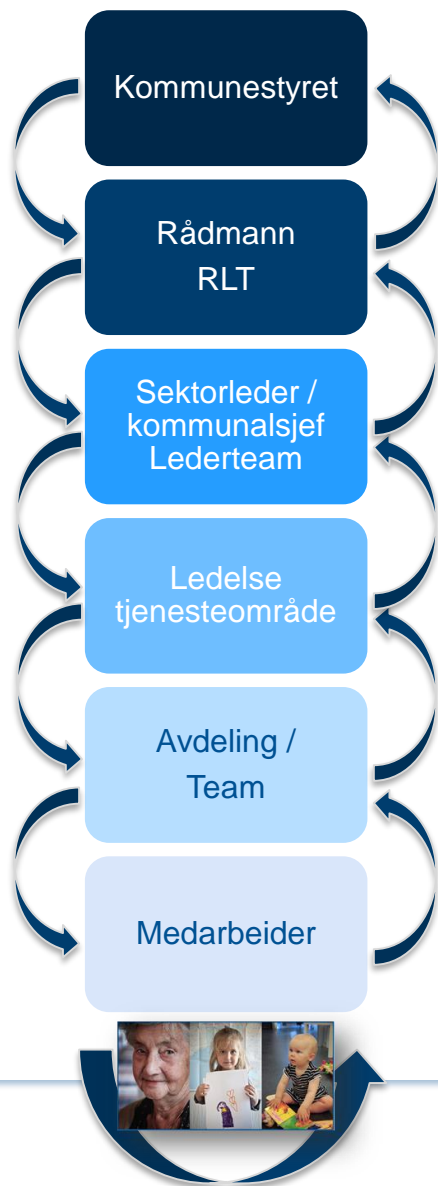 Kommunestyret
Rådmann
RLT
Sektorleder /
kommunalsjef
Lederteam
Ledelse
tjenesteområde
Avdeling /
Team
Medarbeider